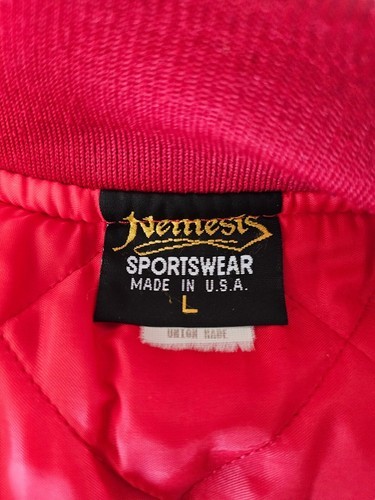 Nemesis
SPORTSWEAR
MADE IN U.S.A.
L
UNION MADE